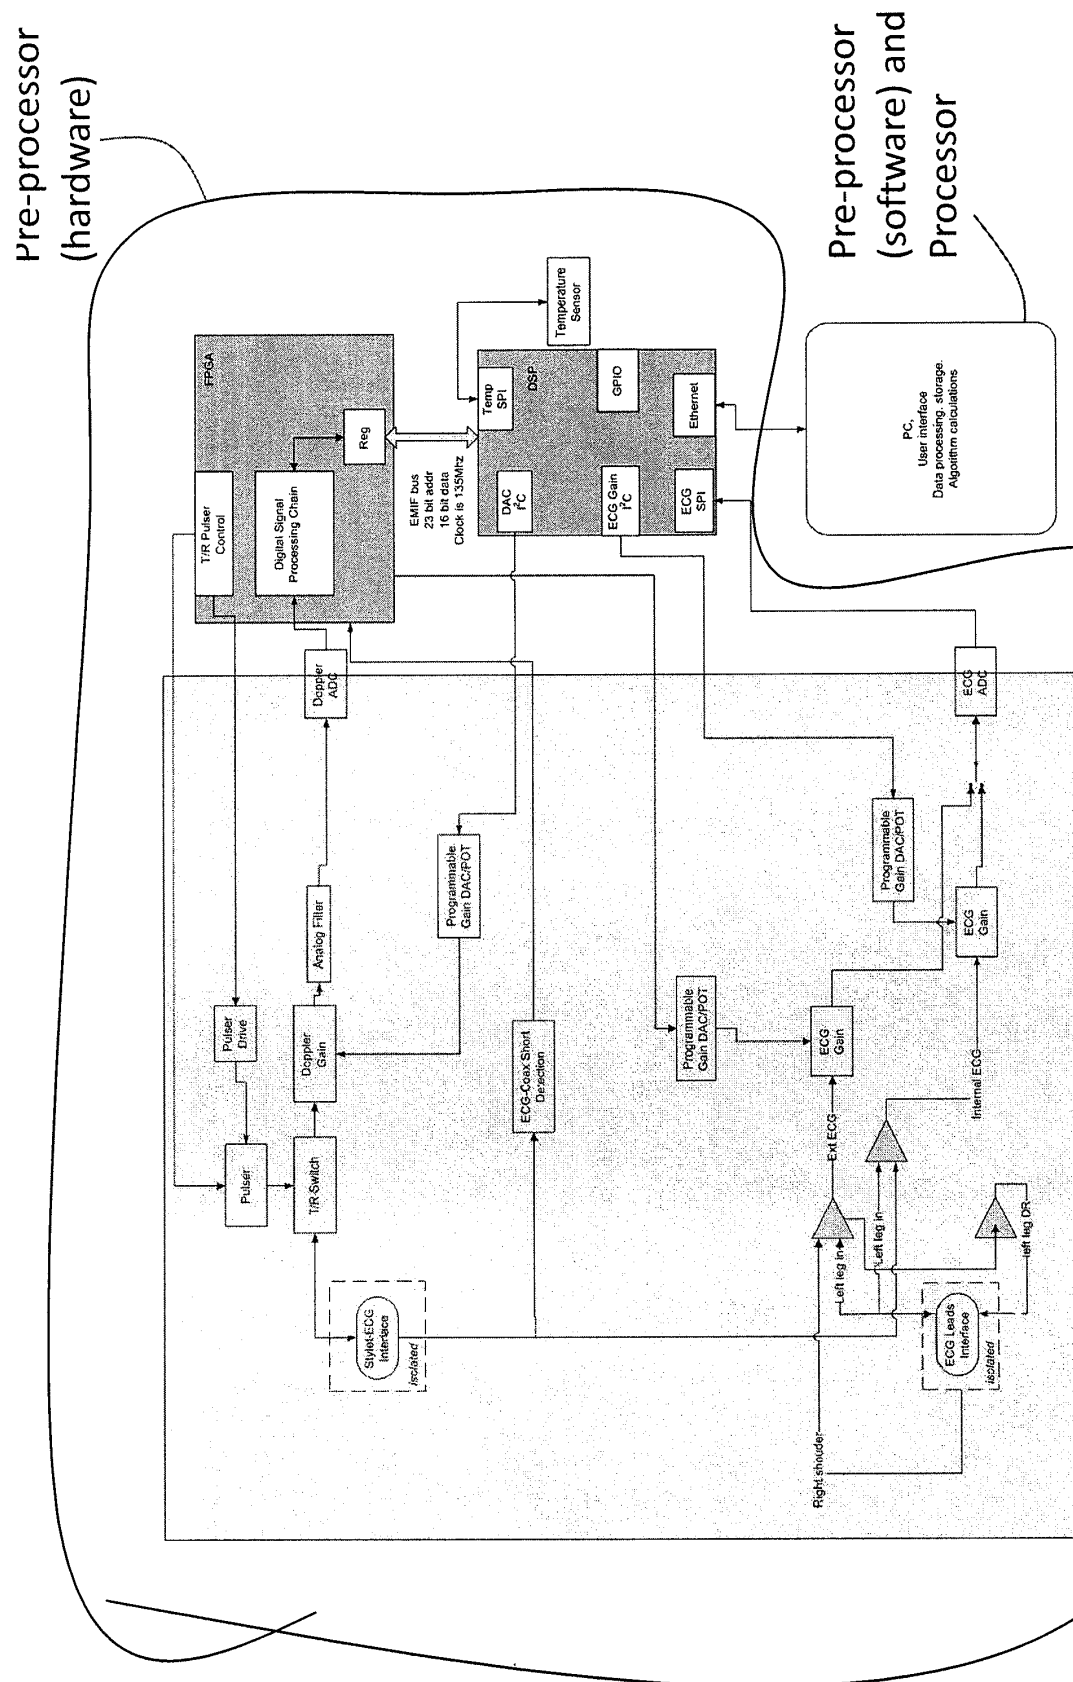 Pre-processor
(hardware)
Pre-processor
(software) and
Processor
FPGA
T/R Pulser
Control
Digital Signal
Processing Chain
Reg
EMIF bus
23 bit addr
16 bit data
Clock is 135Mhz
Temperature
Sensor
DSP
Temp
SPI
GPIO
Ethernet
DAC
I²C
ECG Gain
I²C
ECG
SPI
PC,
User interface
Data processing, storage.
Algorithm calculations
Doppler
ADC
ECG
ADC
Analog Filter
Programmable
Gain DAC/POT
Programmable
Gain DAC/POT
Pulser
Drive
Doppler
Gain
ECG-Coax Short
Detection
Programmable
Gain DAC/POT
ECG
Gain
ECG
Gain
Pulser
T/R Switch
Ext ECG
Internal ECG
Left leg in
Left leg in
left leg DR
Stylet-ECG
Interface
isolated
ECG Leads
Interface
isolated
Right shouder